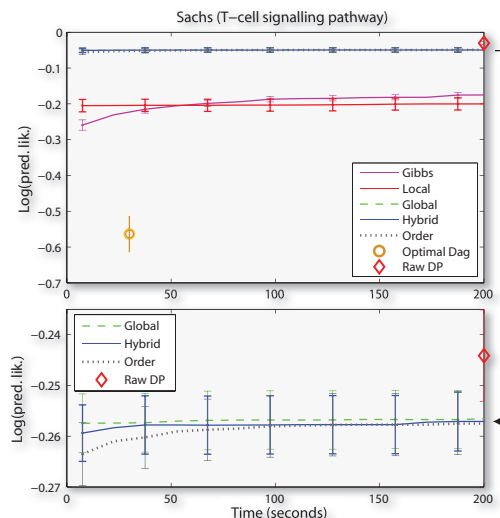 Sachs (T−cell signalling pathway)
0
−0.1
−0.2
−0.3
−0.4
−0.5
−0.6
−0.7
Log(pred. lik.)
Gibbs
Local
Global
Hybrid
Order
Optimal Dag
Raw DP
0
50
100
150
200
−0.24
−0.25
−0.26
−0.27
Log(pred. lik.)
Global
Hybrid
Order
Raw DP
0
50
100
150
200
Time (seconds)